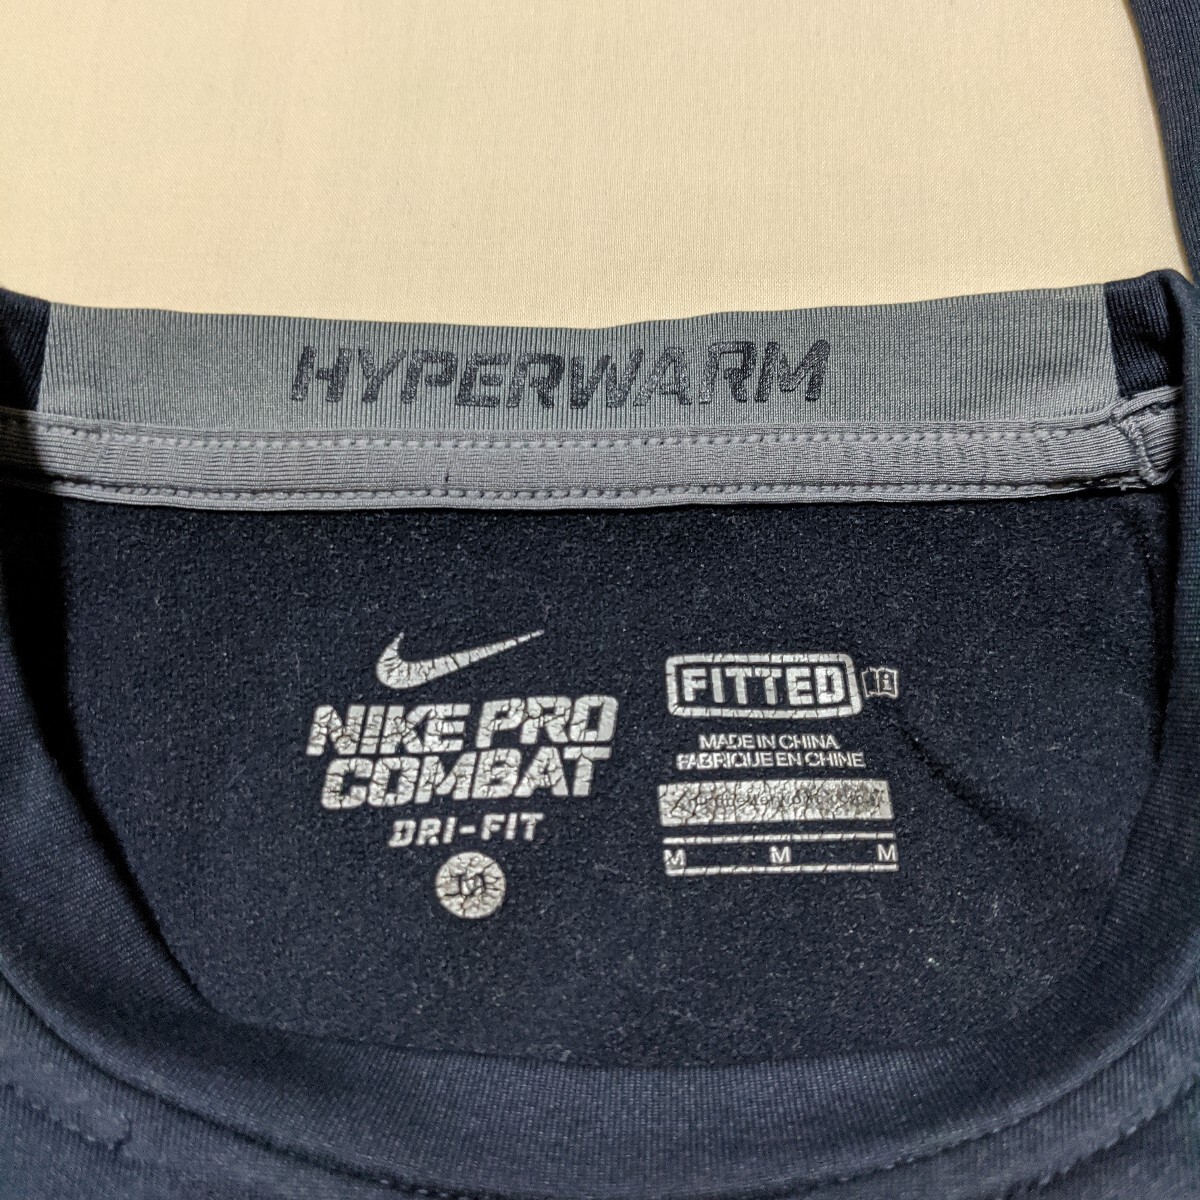 HYPERWARM
NIKE PRO
COMBAT
DRI-FIT
M
FITTED
MADE IN CHINA
FABRIQUE EN CHINE
M M M